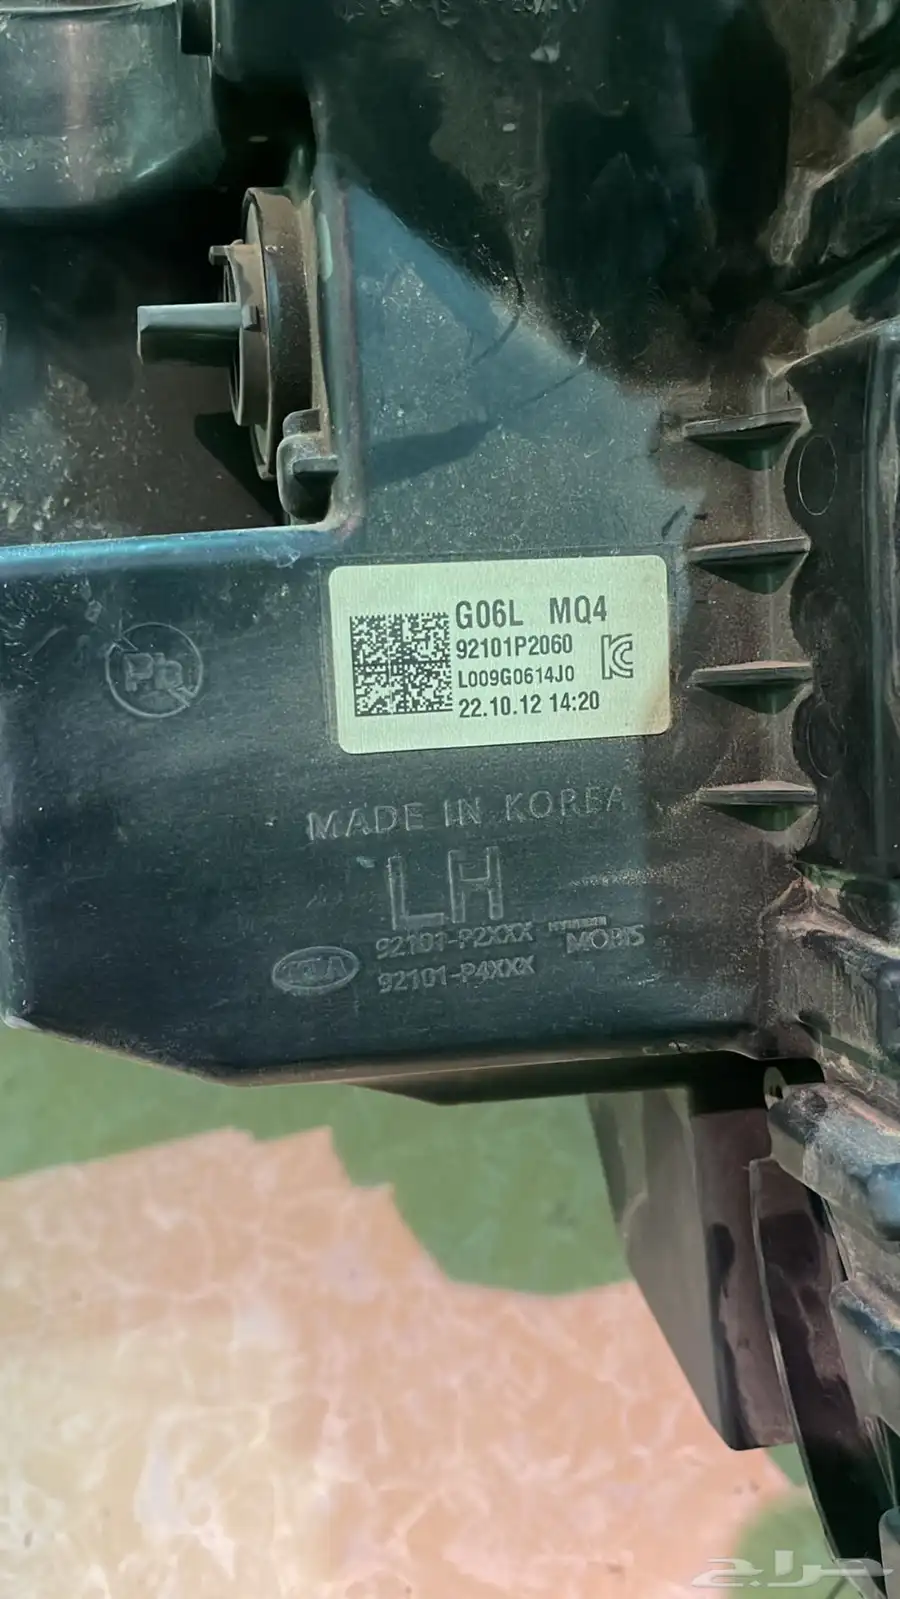 G06L MQ4
92101P2060
L009G0614J0
22.10.12 14:20
Pb
MADE IN KOREA
LH
92101-P2XXX
HYUNDAI
MOBIS
KIA
92101-P4XXX
حراج